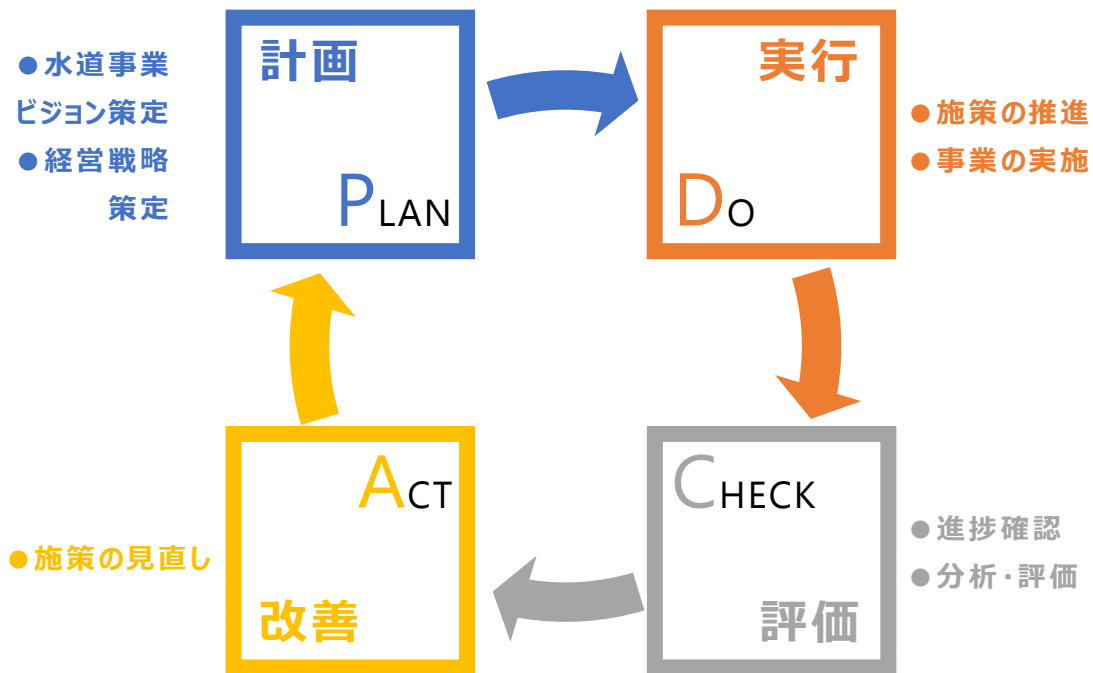 ●水道事業
ビジョン策定
●経営戦略
策定
計画
PLAN
実行
DO
●施策の推進
●事業の実施
CHECK
評価
●進捗確認
●分析・評価
ACT
改善
●施策の見直し